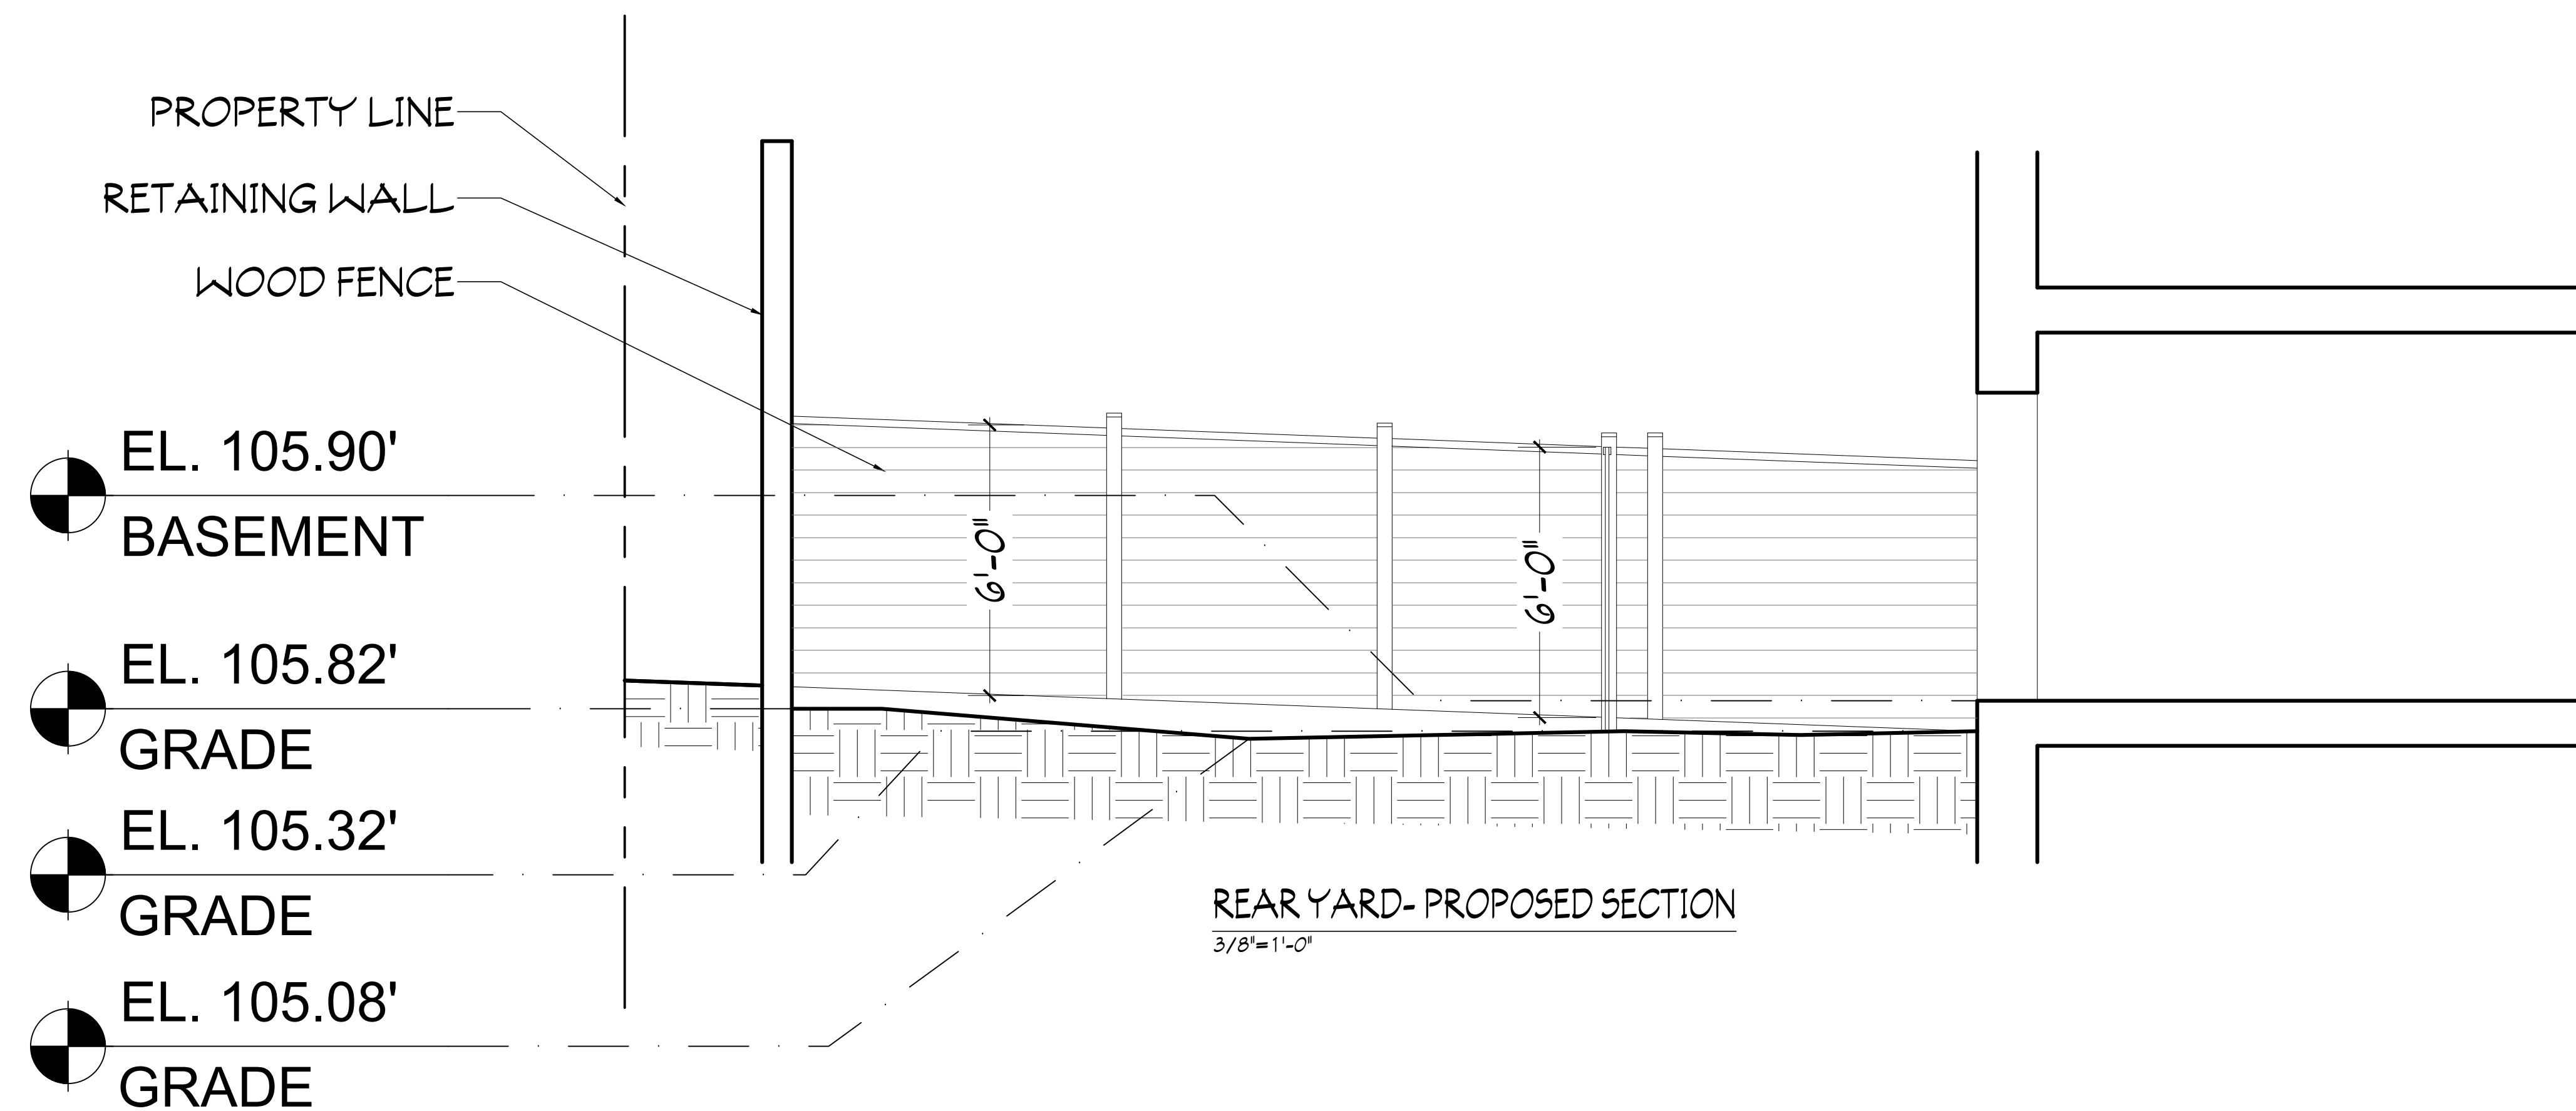 PROPERTY LINE
RETAINING WALL
WOOD FENCE
EL. 105.90'
BASEMENT
EL. 105.82'
GRADE
EL. 105.32'
GRADE
EL. 105.08'
GRADE
6'-0"
6'-0"
REAR YARD- PROPOSED SECTION
3/8"=1'-0"